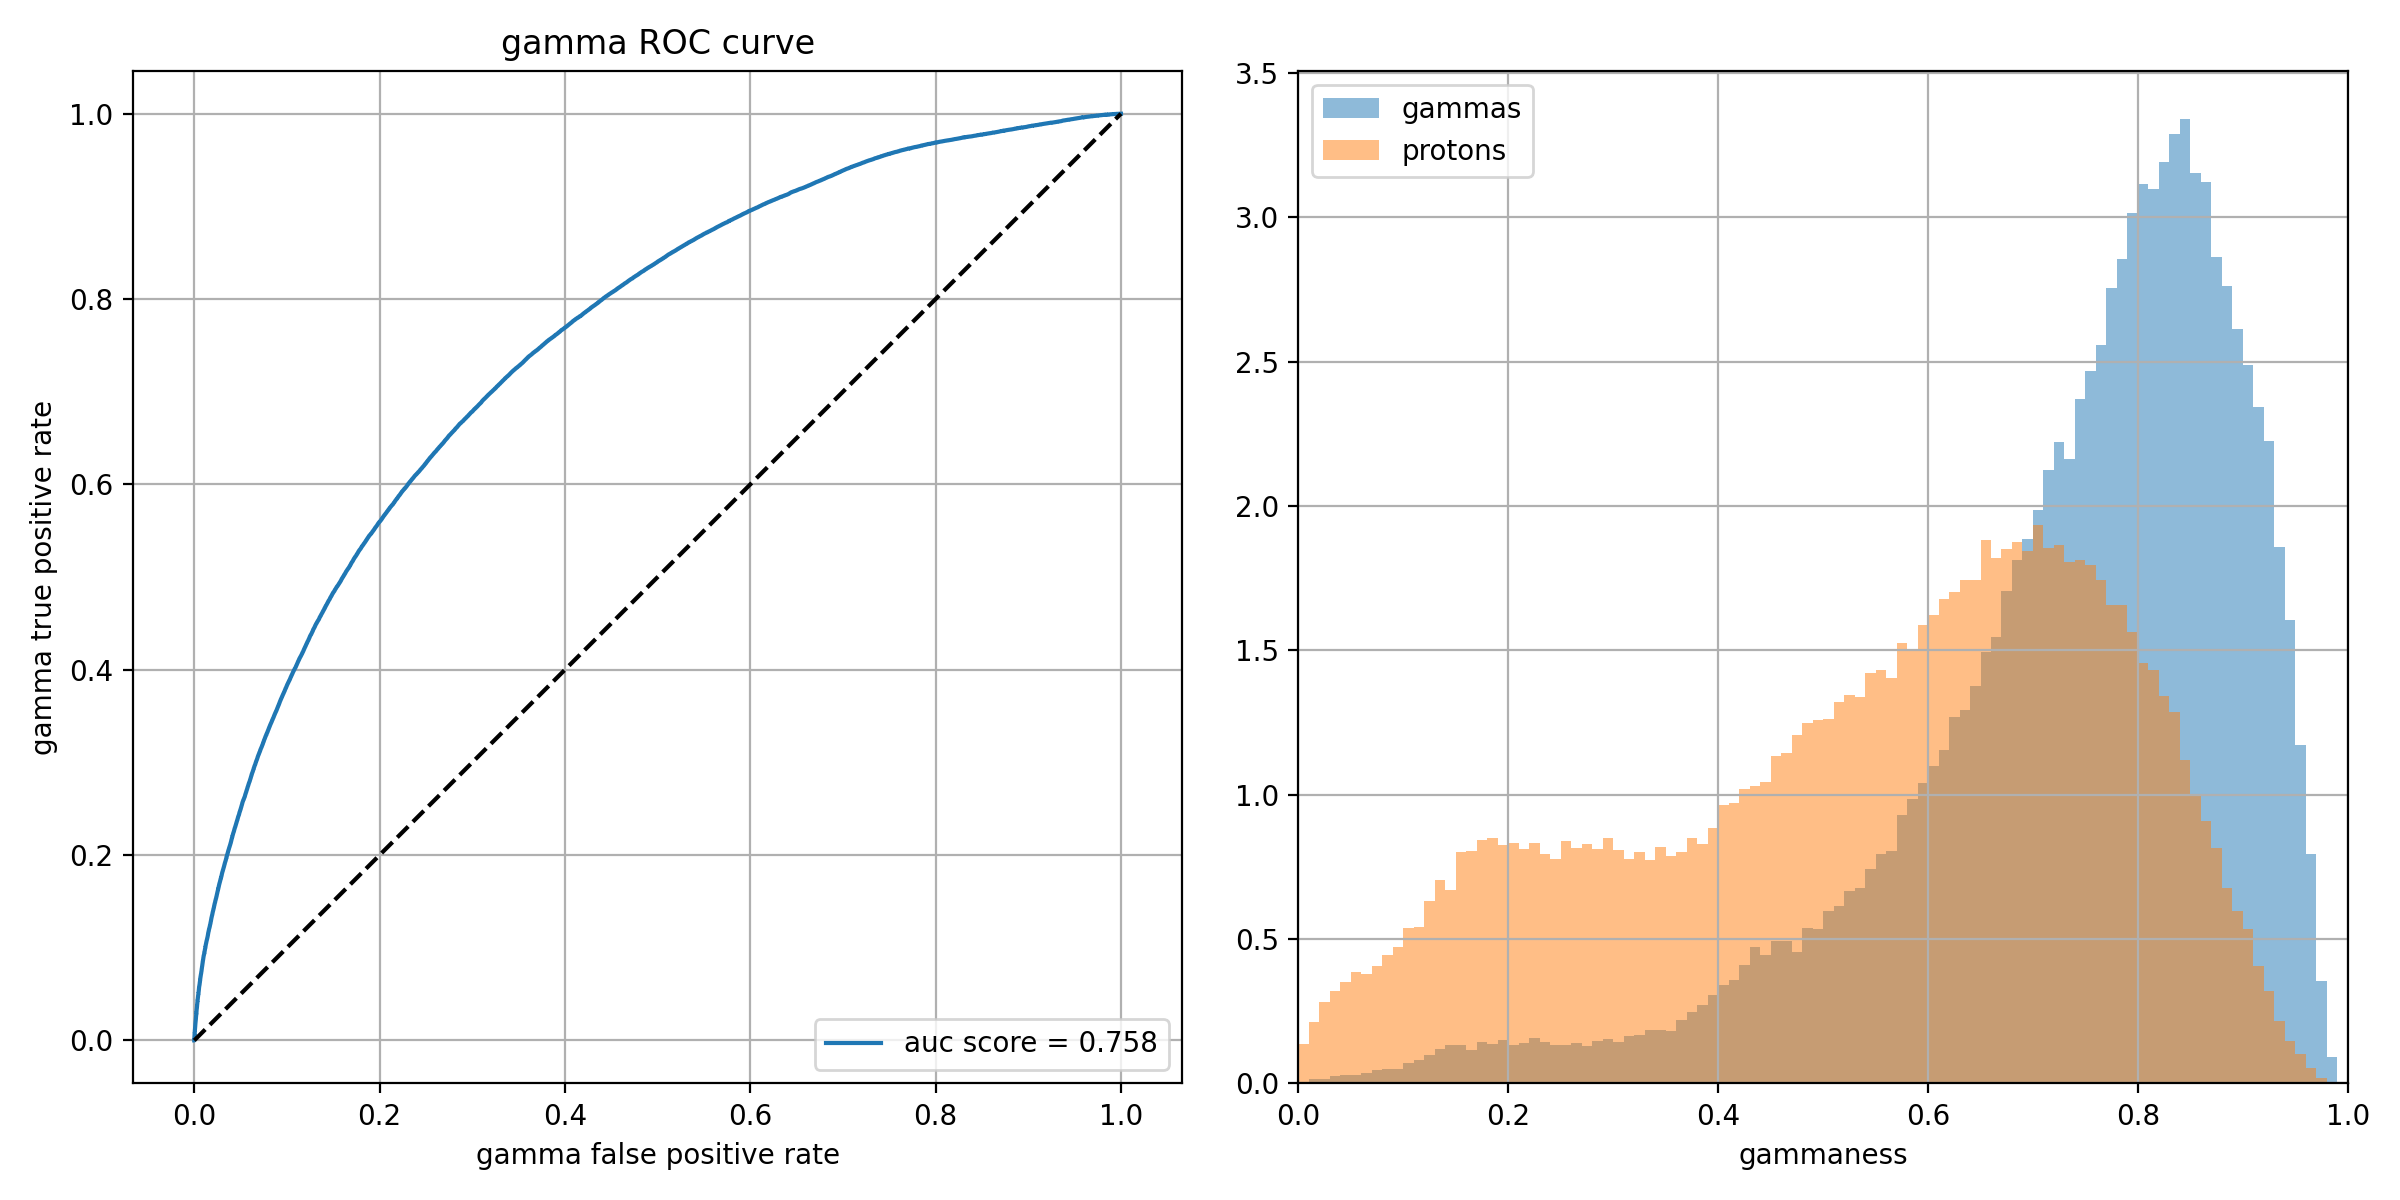 gamma ROC curve
1.0
0.8
0.6
0.4
0.2
0.0
gamma true positive rate
auc score = 0.758
0.0 0.2 0.4 0.6 0.8 1.0
gamma false positive rate
gammas
protons
3.5
3.0
2.5
2.0
1.5
1.0
0.5
0.0
0.0 0.2 0.4 0.6 0.8 1.0
gammaness